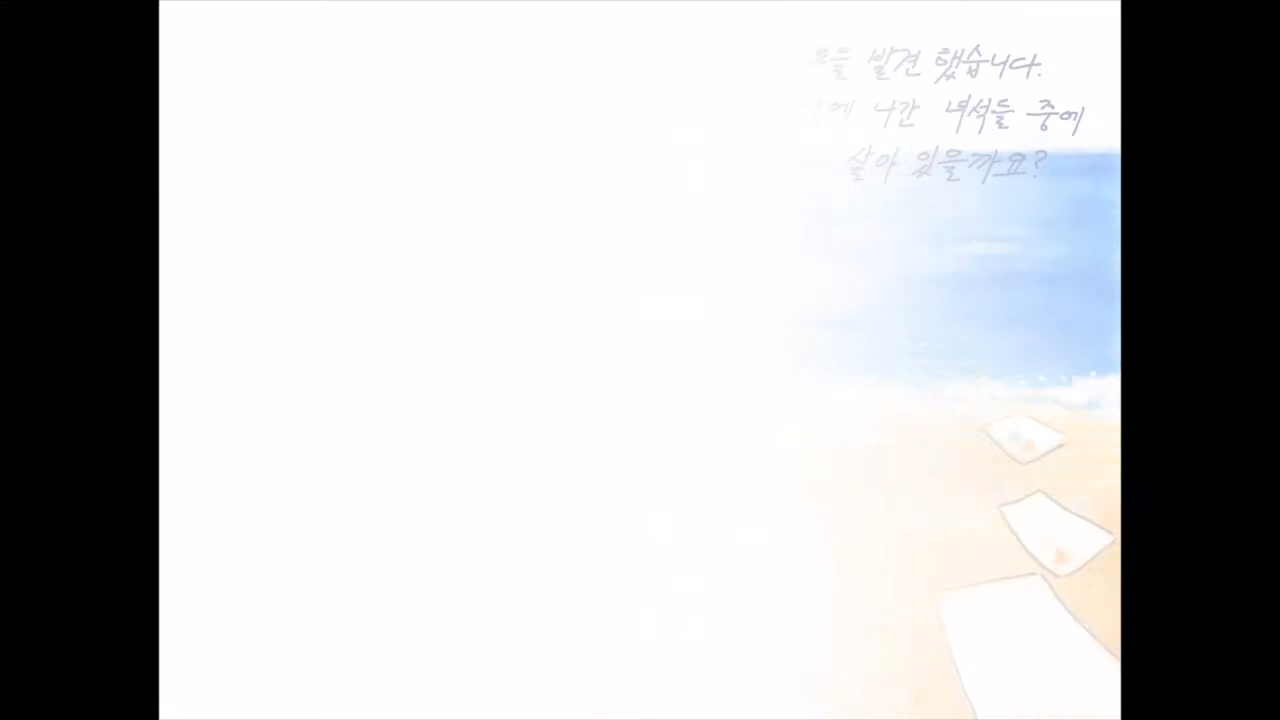 발견 했습니다.
나간 녀석들 중에
살아 있을까요?